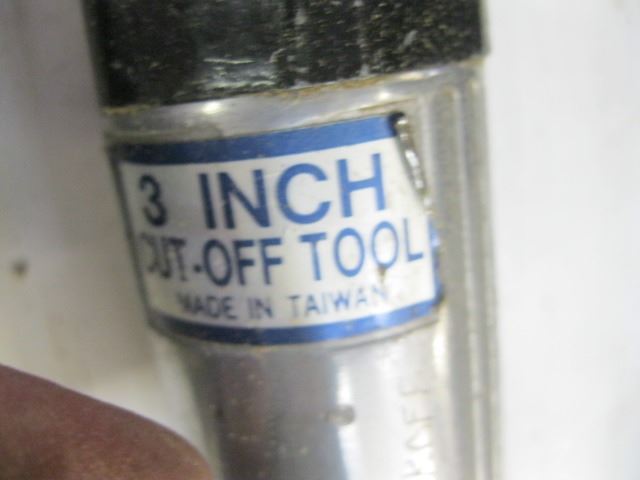 3 INCH
CUT-OFF TOOL
MADE IN TAIWAN